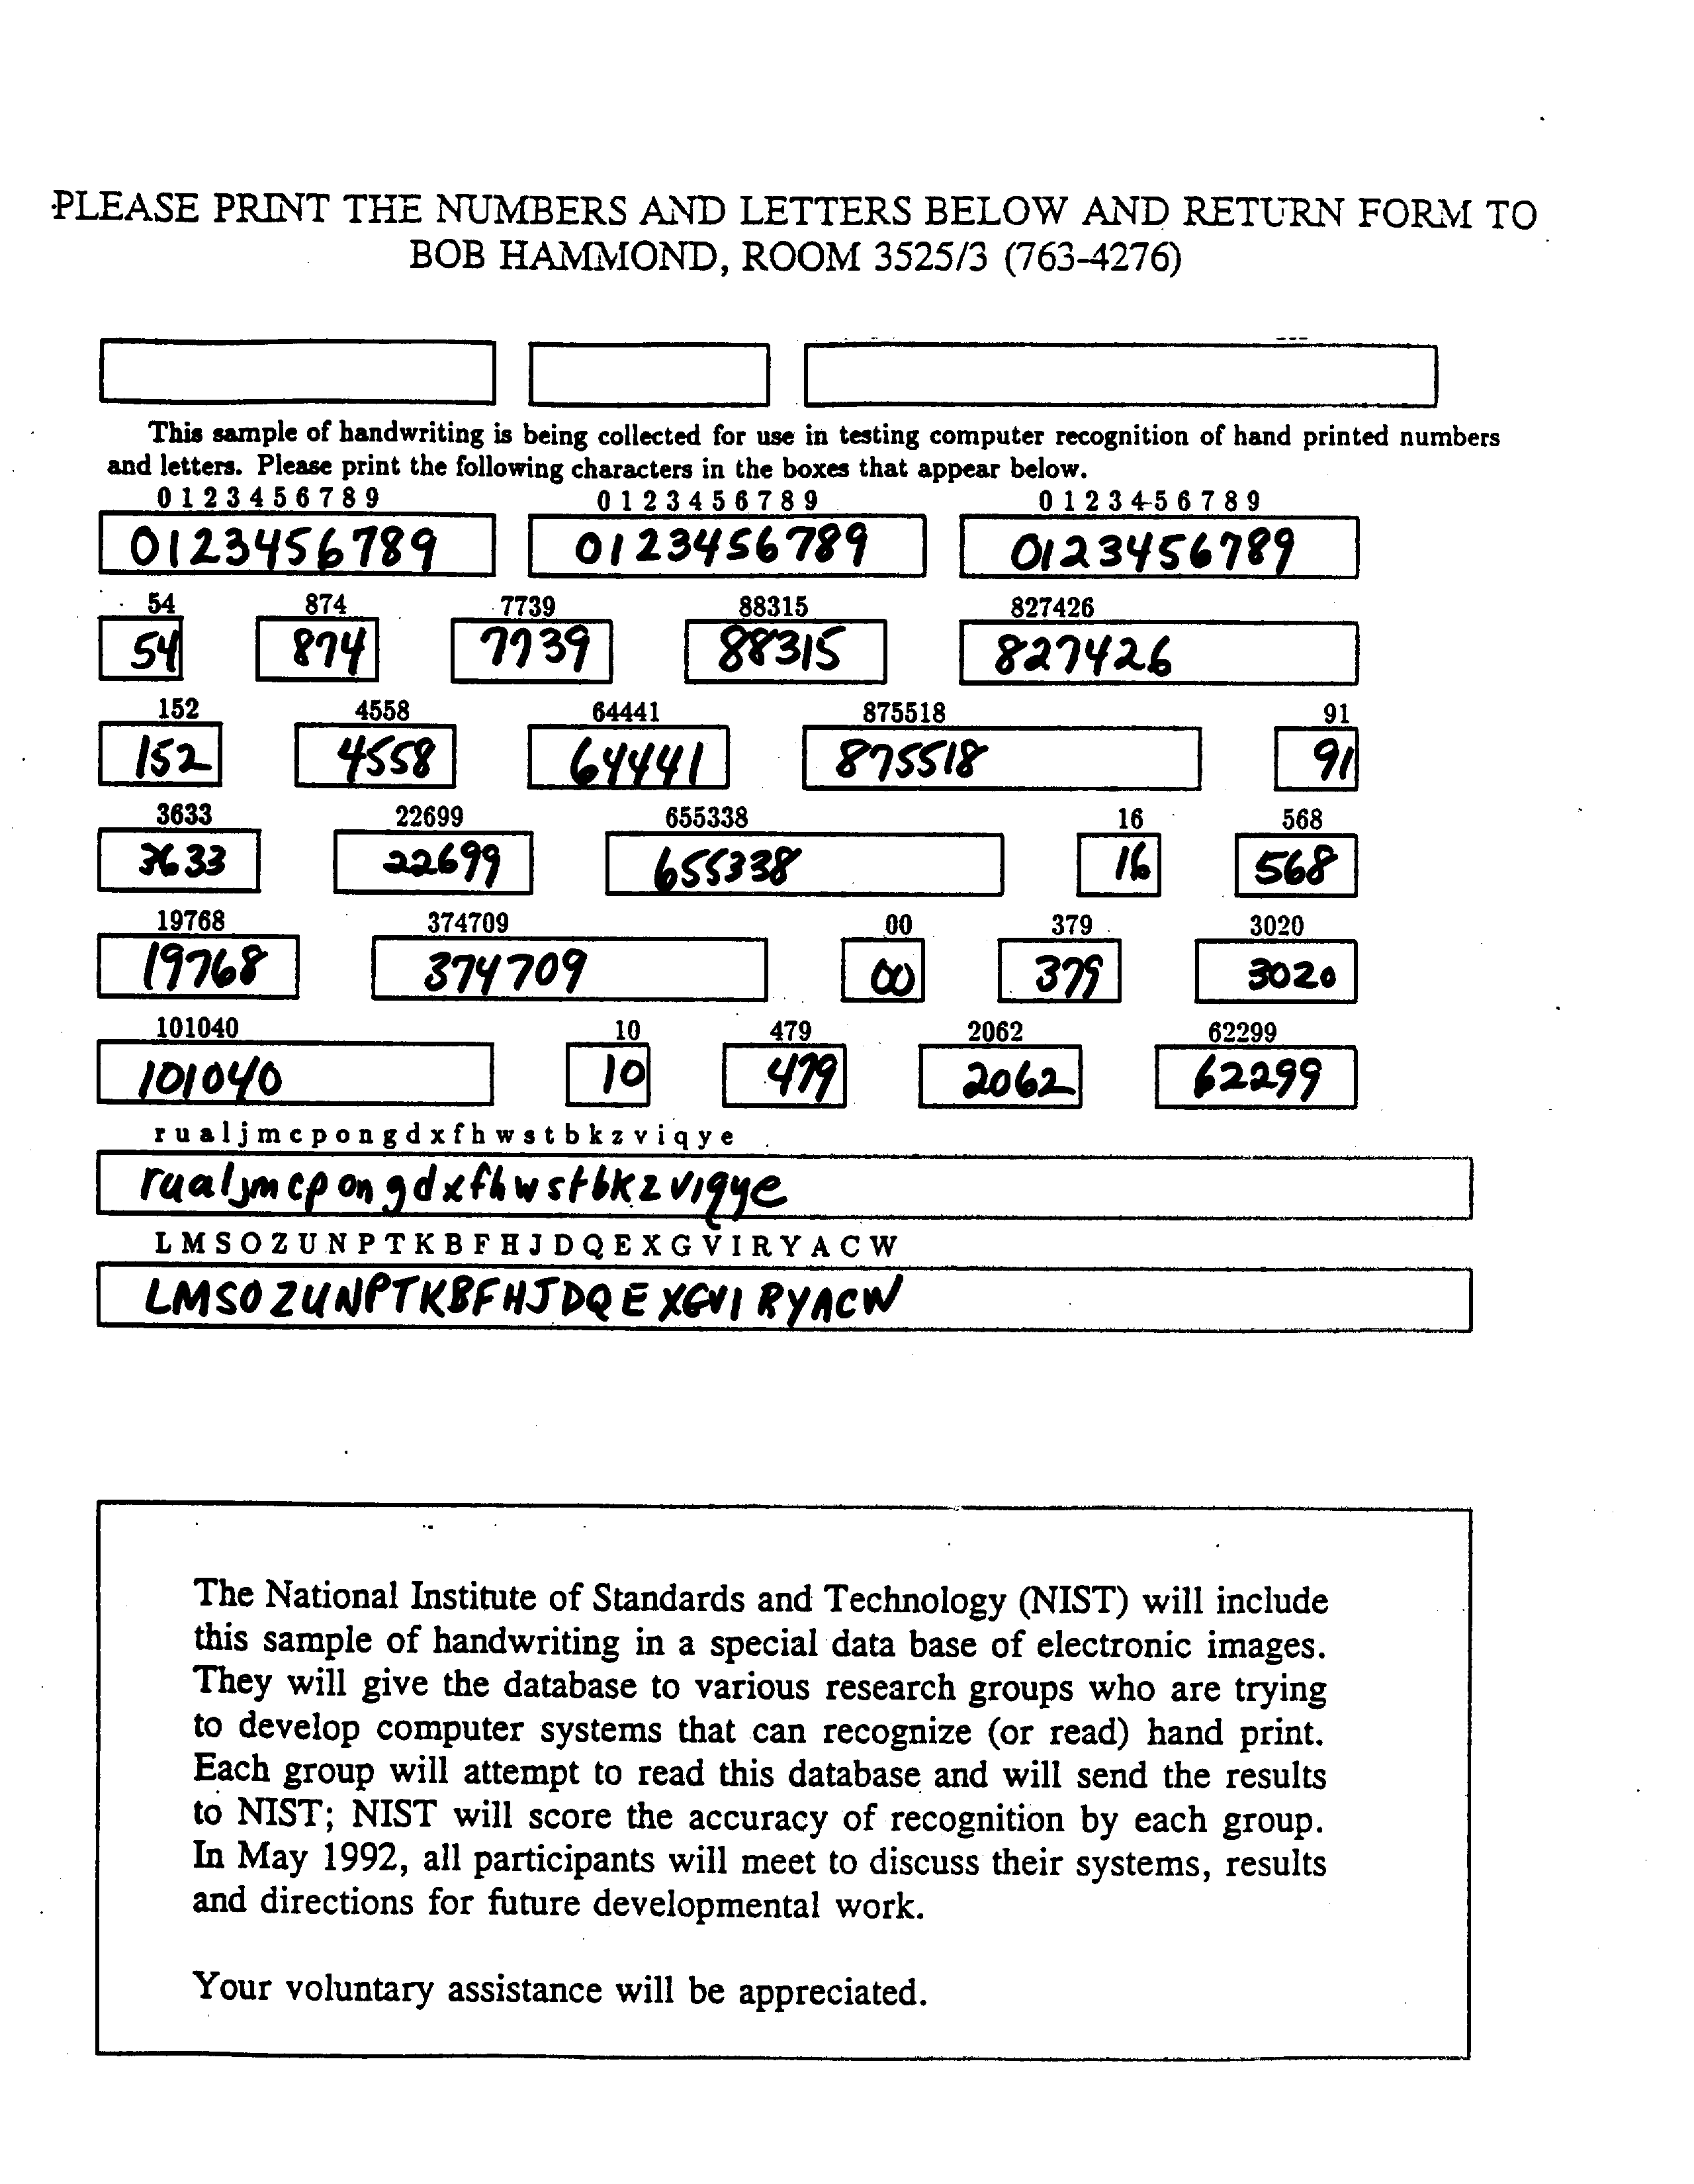 PLEASE PRINT THE NUMBERS AND LETTERS BELOW AND RETURN FORM TO
BOB HAMMOND, ROOM 3525/3 (763-4276)
This sample of handwriting is being collected for use in testing computer recognition of hand printed numbers
and letters. Please print the following characters in the boxes that appear below.
0 1 2 3 4 5 6 7 8 9 0 1 2 3 4 5 6 7 8 9 0 1 2 3 4 5 6 7 8 9
0123456789 0123456789 0123456789
54 874 7739 88315 827426
54 874 7739 88315 827426
152 4558 64441 875518 91
152 4558 64441 875518 91
3633 22699 655338 16 568
3633 22699 655338 16 568
19768 374709 00 379 3020
19768 374709 00 379 3020
101040 10 479 2062 62299
101040 10 479 2062 62299
r u a l j m c p o n g d x f h w s t b k z v i q y e
rualjmcpongdxfhwstbkzviqye
L M S O Z U N P T K B F H J D Q E X G V I R Y A C W
LMSOZUNPTKBFHJDQEXGVIRYACW
The National Institute of Standards and Technology (NIST) will include
this sample of handwriting in a special data base of electronic images.
They will give the database to various research groups who are trying
to develop computer systems that can recognize (or read) hand print.
Each group will attempt to read this database and will send the results
to NIST; NIST will score the accuracy of recognition by each group.
In May 1992, all participants will meet to discuss their systems, results
and directions for future developmental work.
Your voluntary assistance will be appreciated.